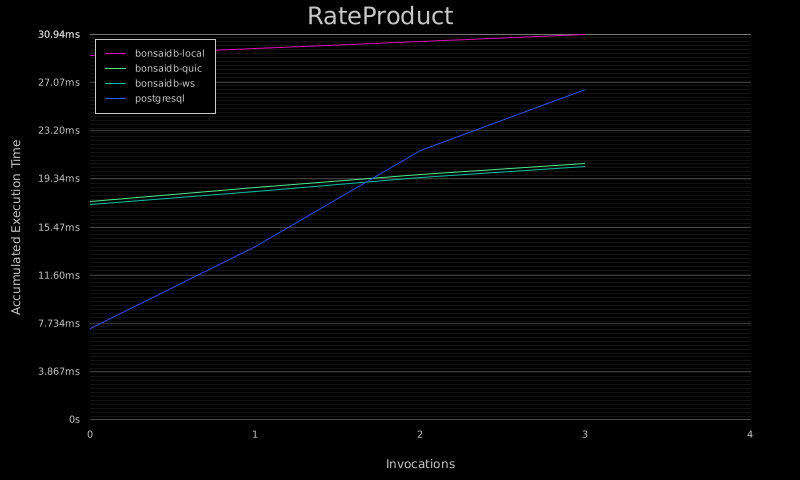 RateProduct
30.94ms
27.07ms
23.20ms
19.34ms
15.47ms
11.60ms
7.734ms
3.867ms
0s
bonsaidb-local
bonsaidb-quic
bonsaidb-ws
postgresql
Accumulated Execution Time
0 1 2 3 4
Invocations